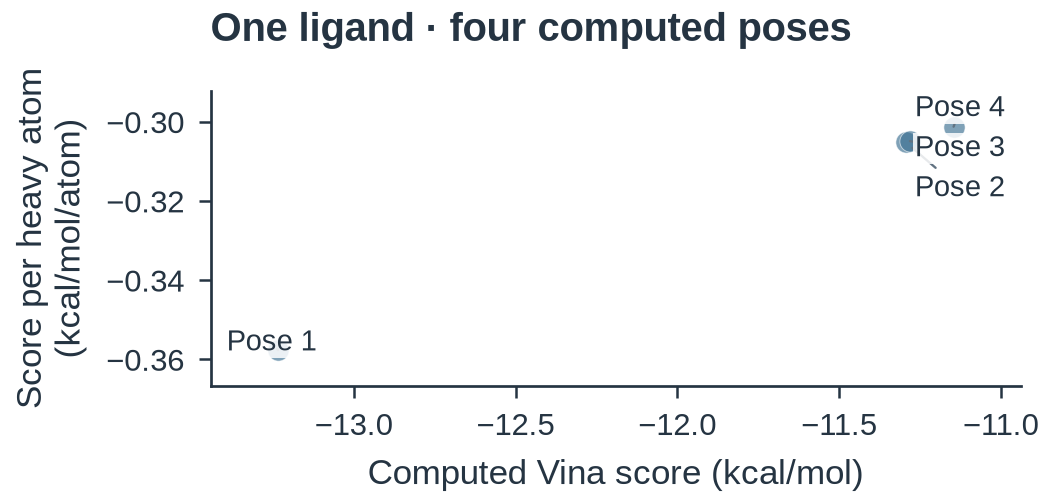 One ligand · four computed poses
Score per heavy atom
(kcal/mol/atom)
−0.30
−0.32
−0.34
−0.36
Pose 4
Pose 3
Pose 2
Pose 1
−13.0
−12.5
−12.0
−11.5
−11.0
Computed Vina score (kcal/mol)